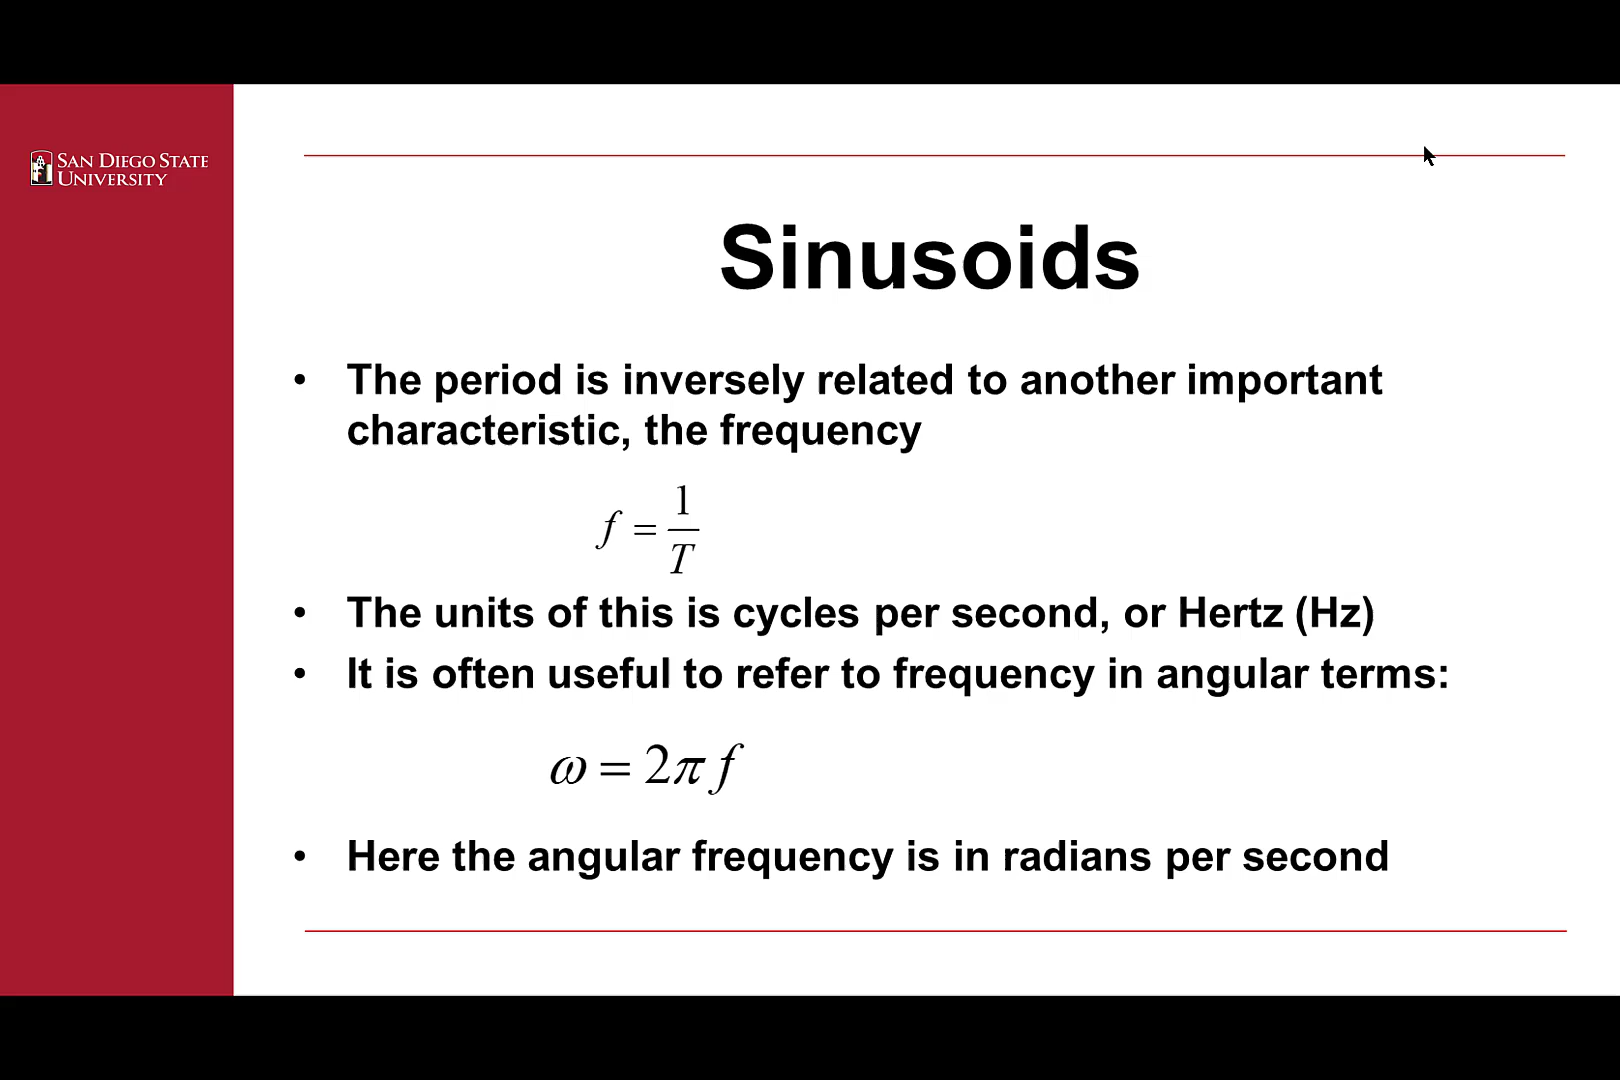 SAN DIEGO STATE
UNIVERSITY
Sinusoids
• The period is inversely related to another important
characteristic, the frequency
f = 1/T
• The units of this is cycles per second, or Hertz (Hz)
• It is often useful to refer to frequency in angular terms:
ω = 2π f
• Here the angular frequency is in radians per second